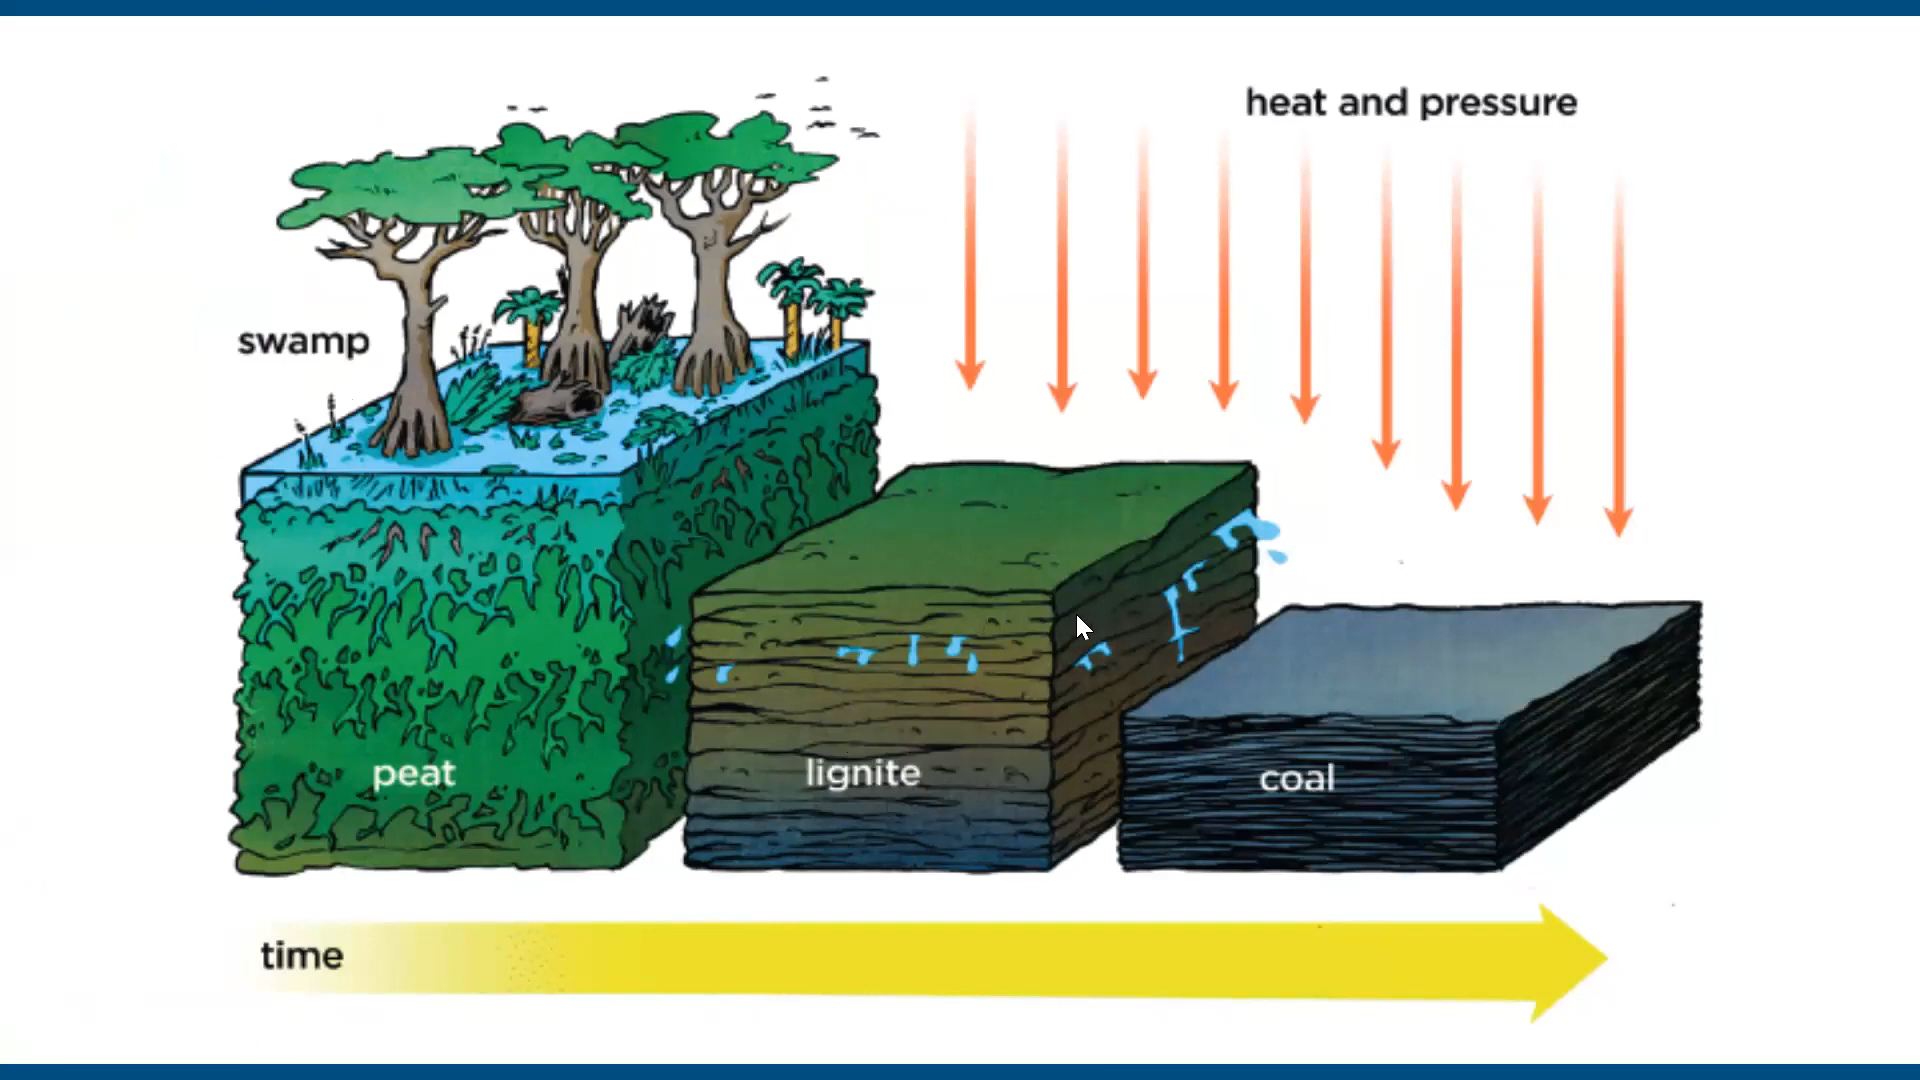 heat and pressure
swamp
peat
lignite
coal
time